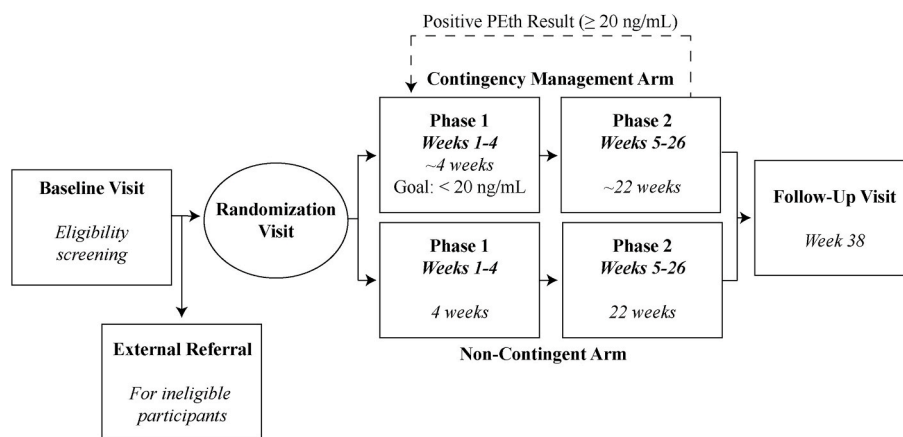 Positive PEth Result (≥ 20 ng/mL)
Contingency Management Arm
Phase 1
Weeks 1-4
~4 weeks
Goal: < 20 ng/mL
Phase 2
Weeks 5-26
~22 weeks
Baseline Visit
Eligibility
screening
Randomization
Visit
Follow-Up Visit
Week 38
Phase 1
Weeks 1-4
4 weeks
Phase 2
Weeks 5-26
22 weeks
Non-Contingent Arm
External Referral
For ineligible
participants